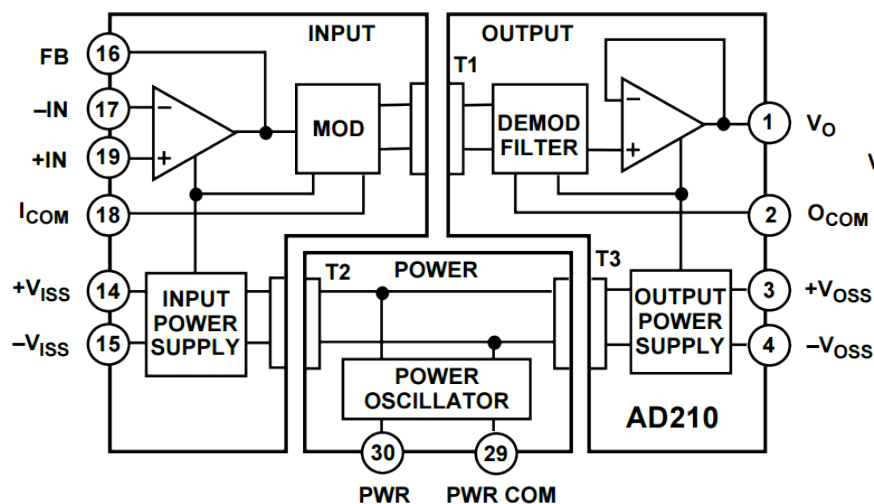 INPUT
OUTPUT
FB
16
T1
–IN
17
–
MOD
DEMOD
FILTER
–
1
VO
+IN
19
+
+
V
ICOM
18
2
OCOM
T2
POWER
T3
+VISS
14
INPUT
POWER
SUPPLY
OUTPUT
POWER
SUPPLY
3
+VOSS
–VISS
15
4
–VOSS
POWER
OSCILLATOR
AD210
30
29
PWR
PWR COM